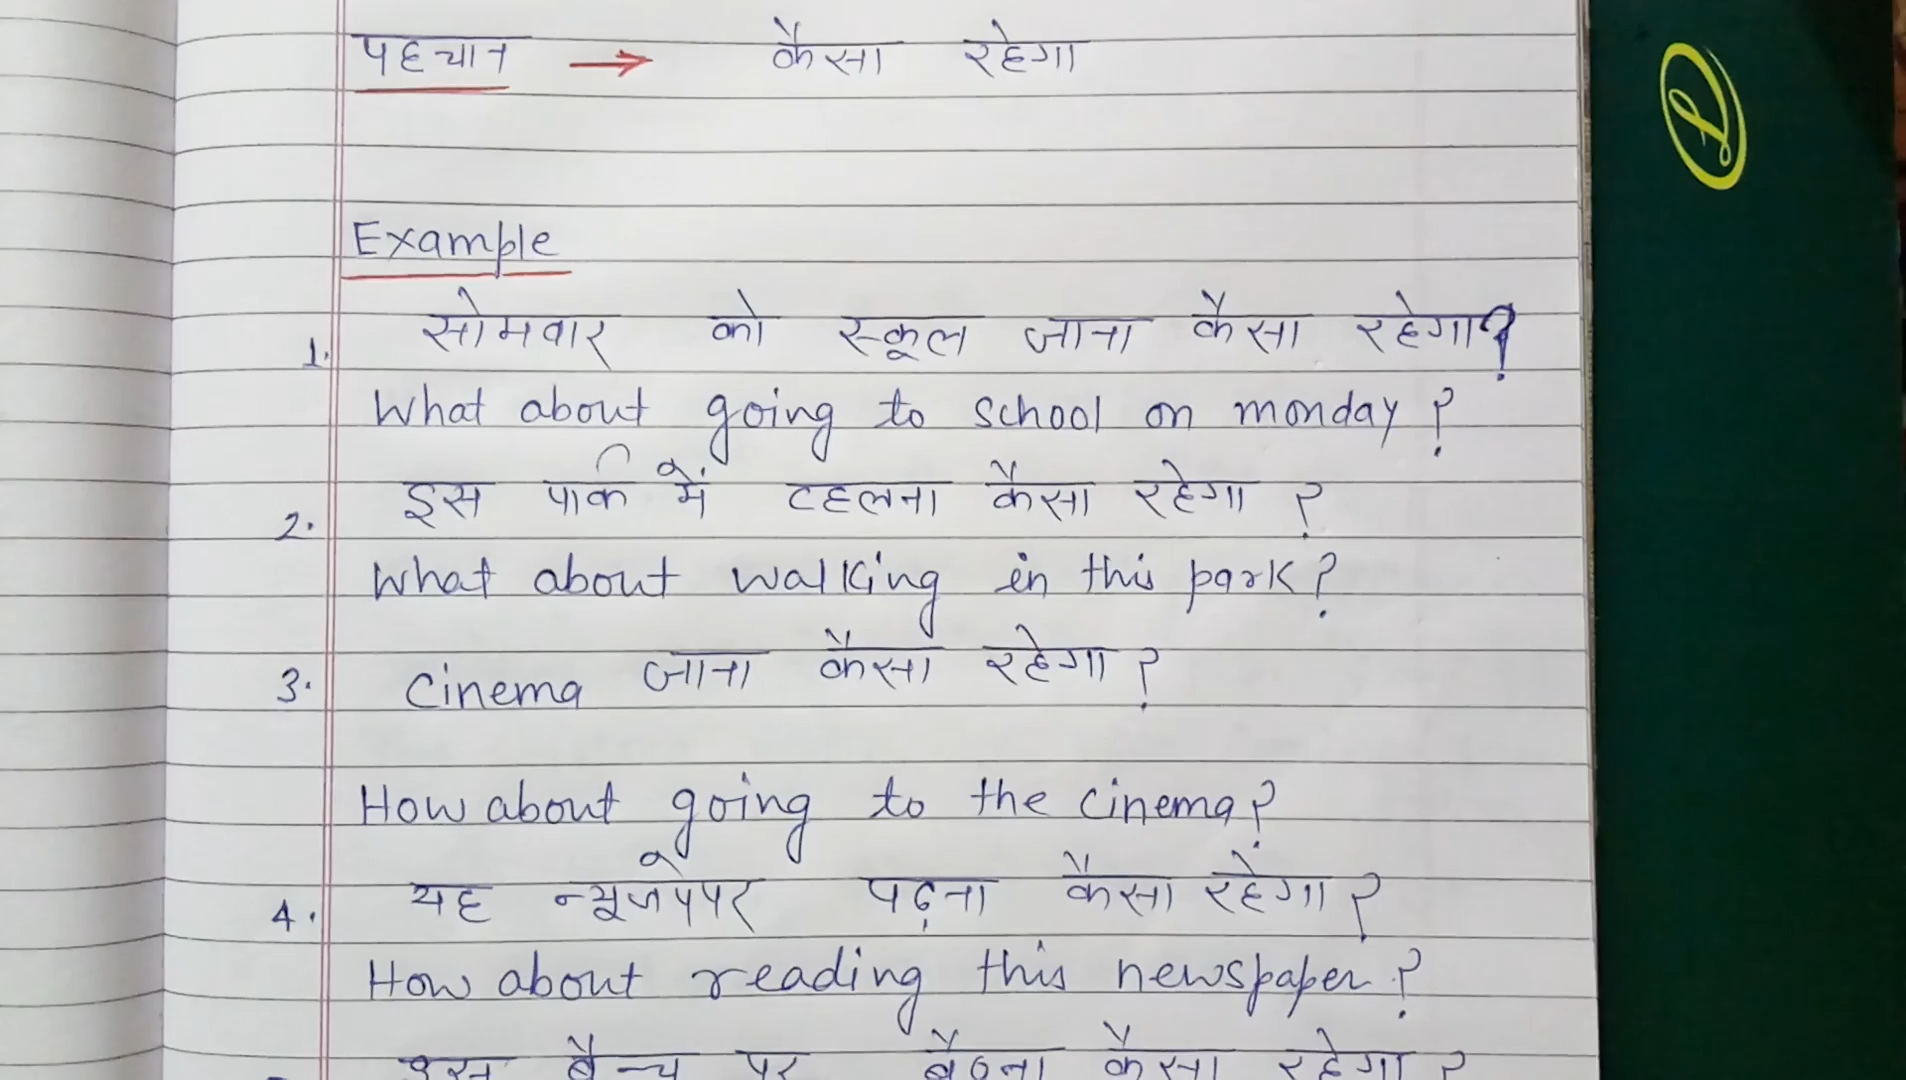 पहचान → कैसा रहेगा
Example
1. सोमवार को स्कूल जाना कैसा रहेगा?
What about going to school on monday?
2. इस पार्क में टहलना कैसा रहेगा ?
What about walking in this park?
3. Cinema जाना कैसा रहेगा ?
How about going to the cinema?
4. यह न्यूजपेपर पढ़ना कैसा रहेगा ?
How about reading this newspaper?
बैन्च पर बैठना कैसा रहेगा ?